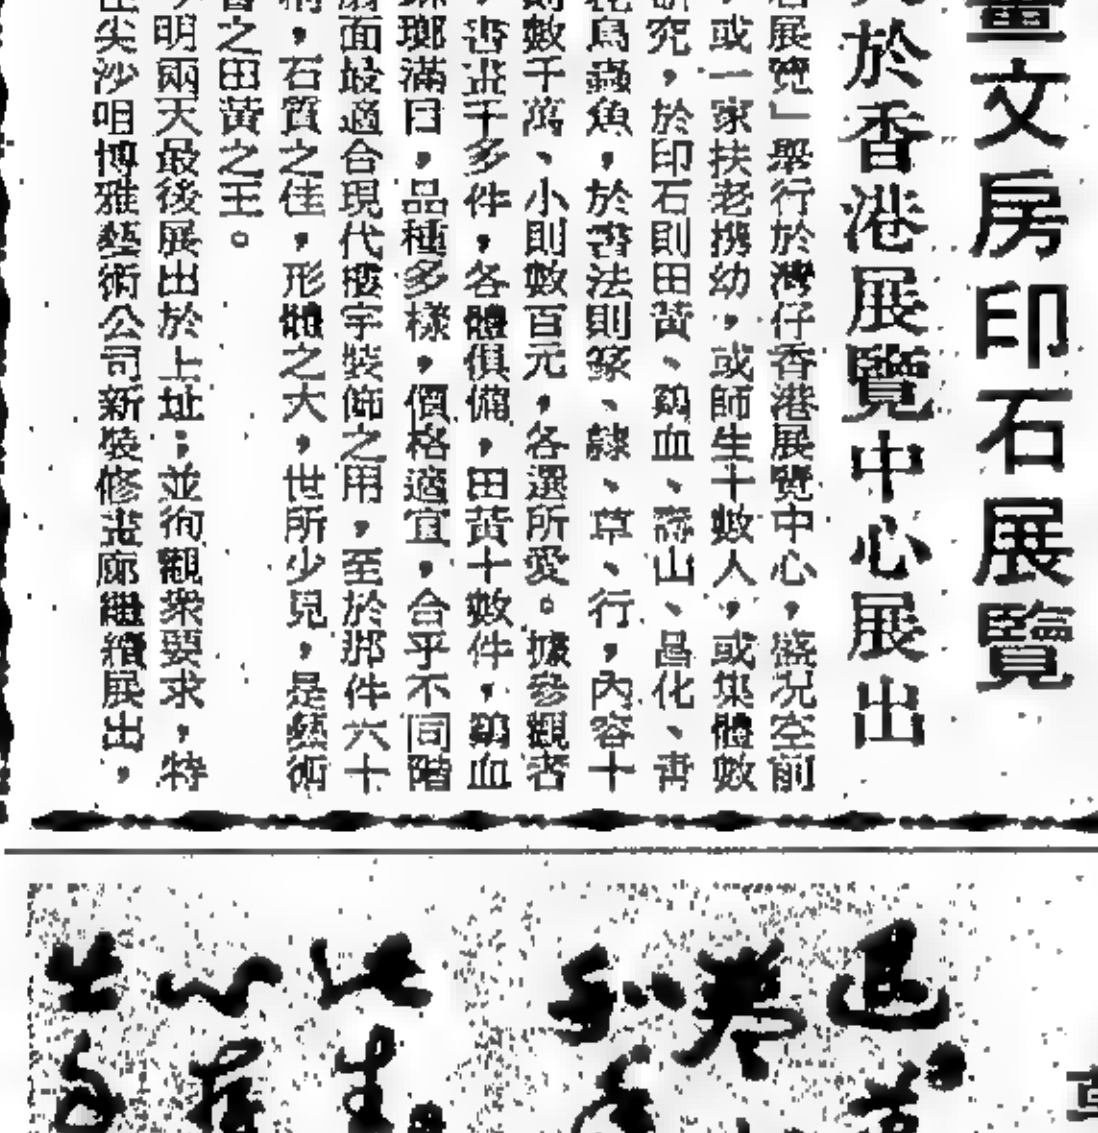 畫文房印石展覽
於香港展覽中心展出
展覽」舉行於灣仔香港展覽中心，盛況空前
，或一家扶老携幼，或師生十數人，或集體數
究，於印石則田黃、鷄血、壽山、昌化、青
鳥蟲魚，於書法則篆、隸、草、行，內容十
數千萬、小則數百元，各選所愛。據參觀者
，書畫千多件，各體俱備，田黃十數件，鷄血
瑯滿目，品種多樣，價格適宜，合乎不同階
面最適合現代樓宇裝飾之用，至於那件六十
，石質之佳，形體之大，世所少見，是藝術
之田黃之王。
明兩天最後展出於上址；並徇觀衆要求，特
尖沙咀博雅藝術公司新裝修畫廊繼續展出，